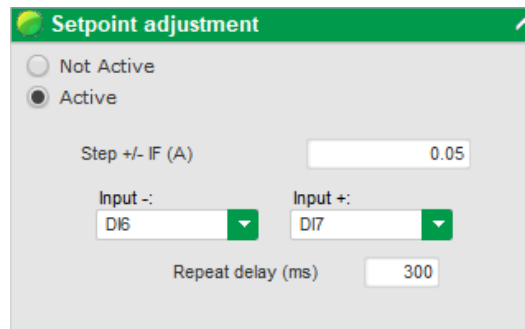 Setpoint adjustment
Not Active
Active
Step +/- IF (A) 0.05
Input -: Input +:
DI6 DI7
Repeat delay (ms) 300